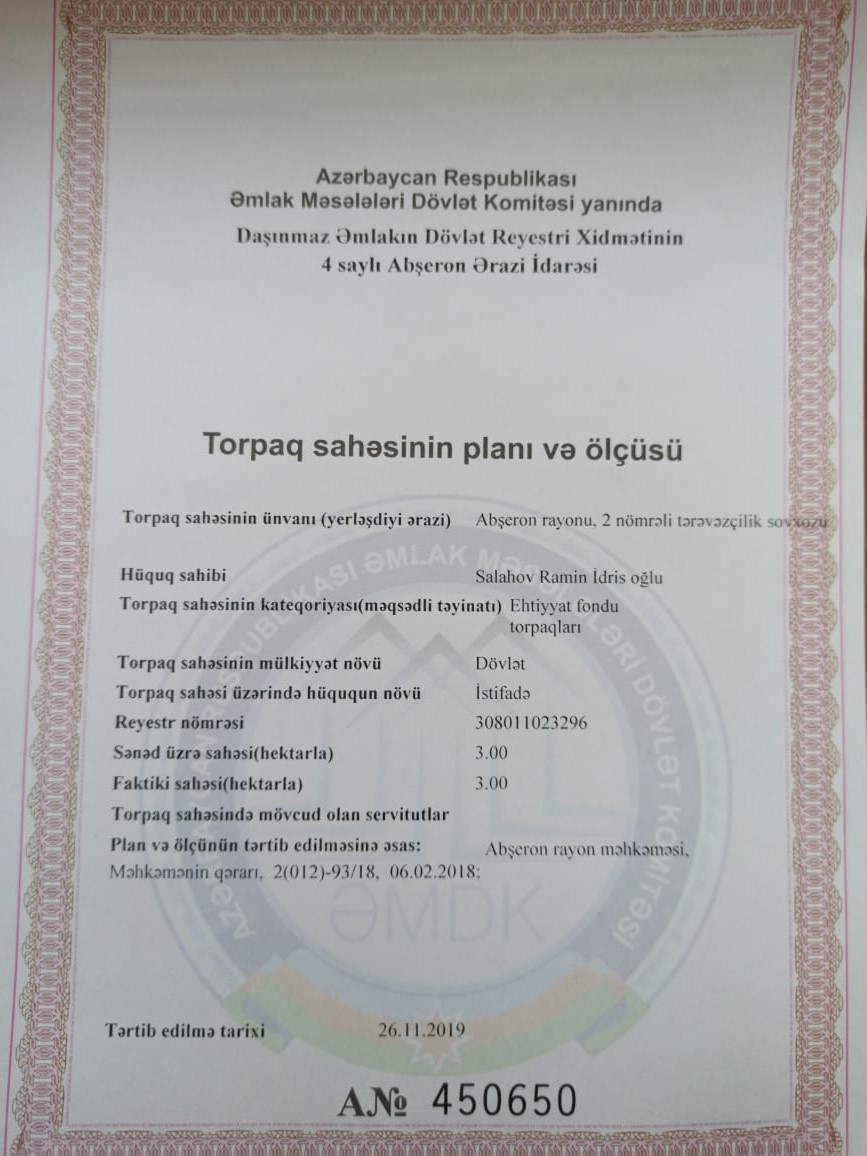 Azərbaycan Respublikası
Əmlak Məsələləri Dövlət Komitəsi yanında
Daşınmaz Əmlakın Dövlət Reyestri Xidmətinin
4 saylı Abşeron Ərazi İdarəsi
Torpaq sahəsinin planı və ölçüsü
Torpaq sahəsinin ünvanı (yerləşdiyi ərazi) Abşeron rayonu, 2 nömrəli tərəvəzçilik sovxozu
Hüquq sahibi Salahov Ramin İdris oğlu
Torpaq sahəsinin kateqoriyası(məqsədli təyinatı) Ehtiyyat fondu
torpaqları
Torpaq sahəsinin mülkiyyət növü Dövlət
Torpaq sahəsi üzərində hüququn növü İstifadə
Reyestr nömrəsi 308011023296
Sənəd üzrə sahəsi(hektarla) 3.00
Faktiki sahəsi(hektarla) 3.00
Torpaq sahəsində mövcud olan servitutlar
Plan və ölçünün tərtib edilməsinə əsas: Abşeron rayon məhkəməsi,
Məhkəmənin qərarı, 2(012)-93/18, 06.02.2018;
ƏMDK
Tərtib edilmə tarixi 26.11.2019
A№ 450650